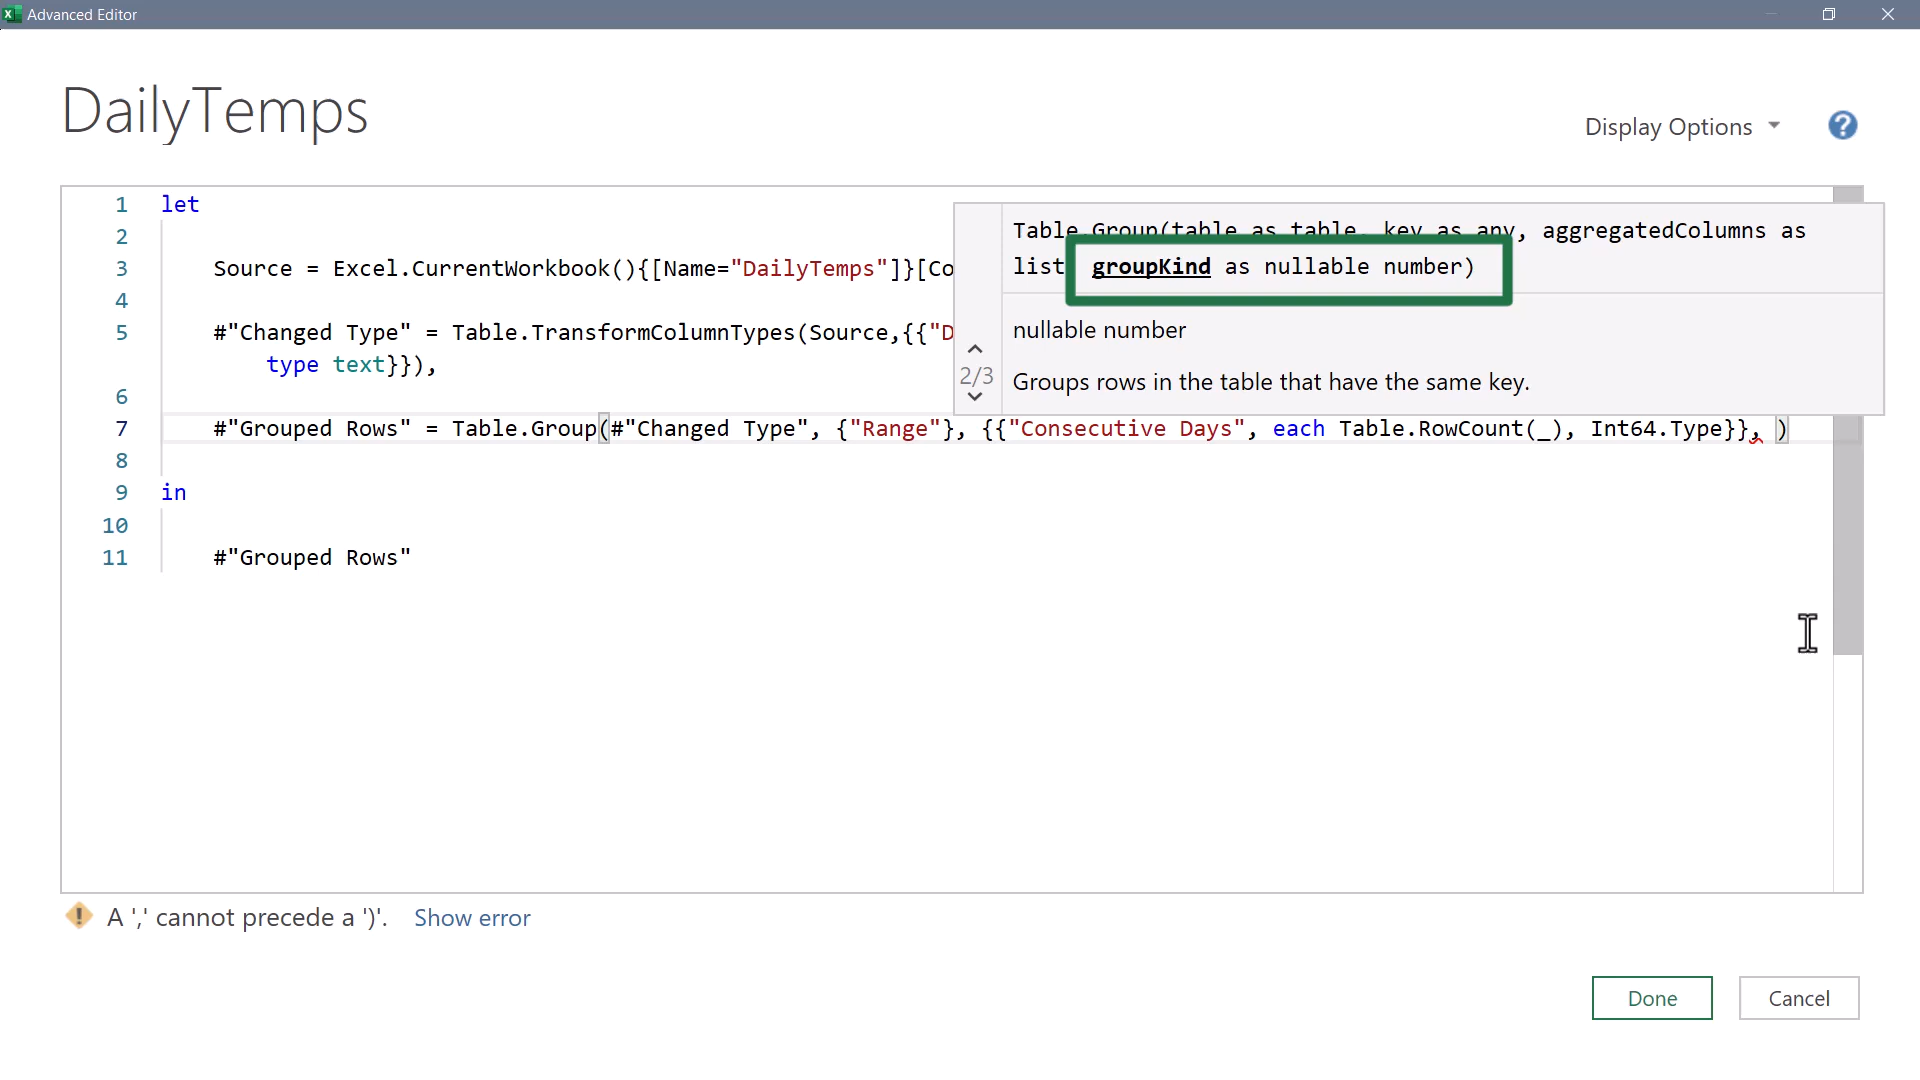 Advanced Editor
DailyTemps
Display Options
?
1 let
2
3 Source = Excel.CurrentWorkbook(){[Name="DailyTemps"]}[Co
4
5 #"Changed Type" = Table.TransformColumnTypes(Source,{{"D
type text}}),
6
7 #"Grouped Rows" = Table.Group(#"Changed Type", {"Range"}, {{"Consecutive Days", each Table.RowCount(_), Int64.Type}}, )
8
9 in
10
11 #"Grouped Rows"
Table.Group(table as table, key as any, aggregatedColumns as
list groupKind as nullable number)
nullable number
2/3
Groups rows in the table that have the same key.
A ',' cannot precede a ')'. Show error
Done Cancel